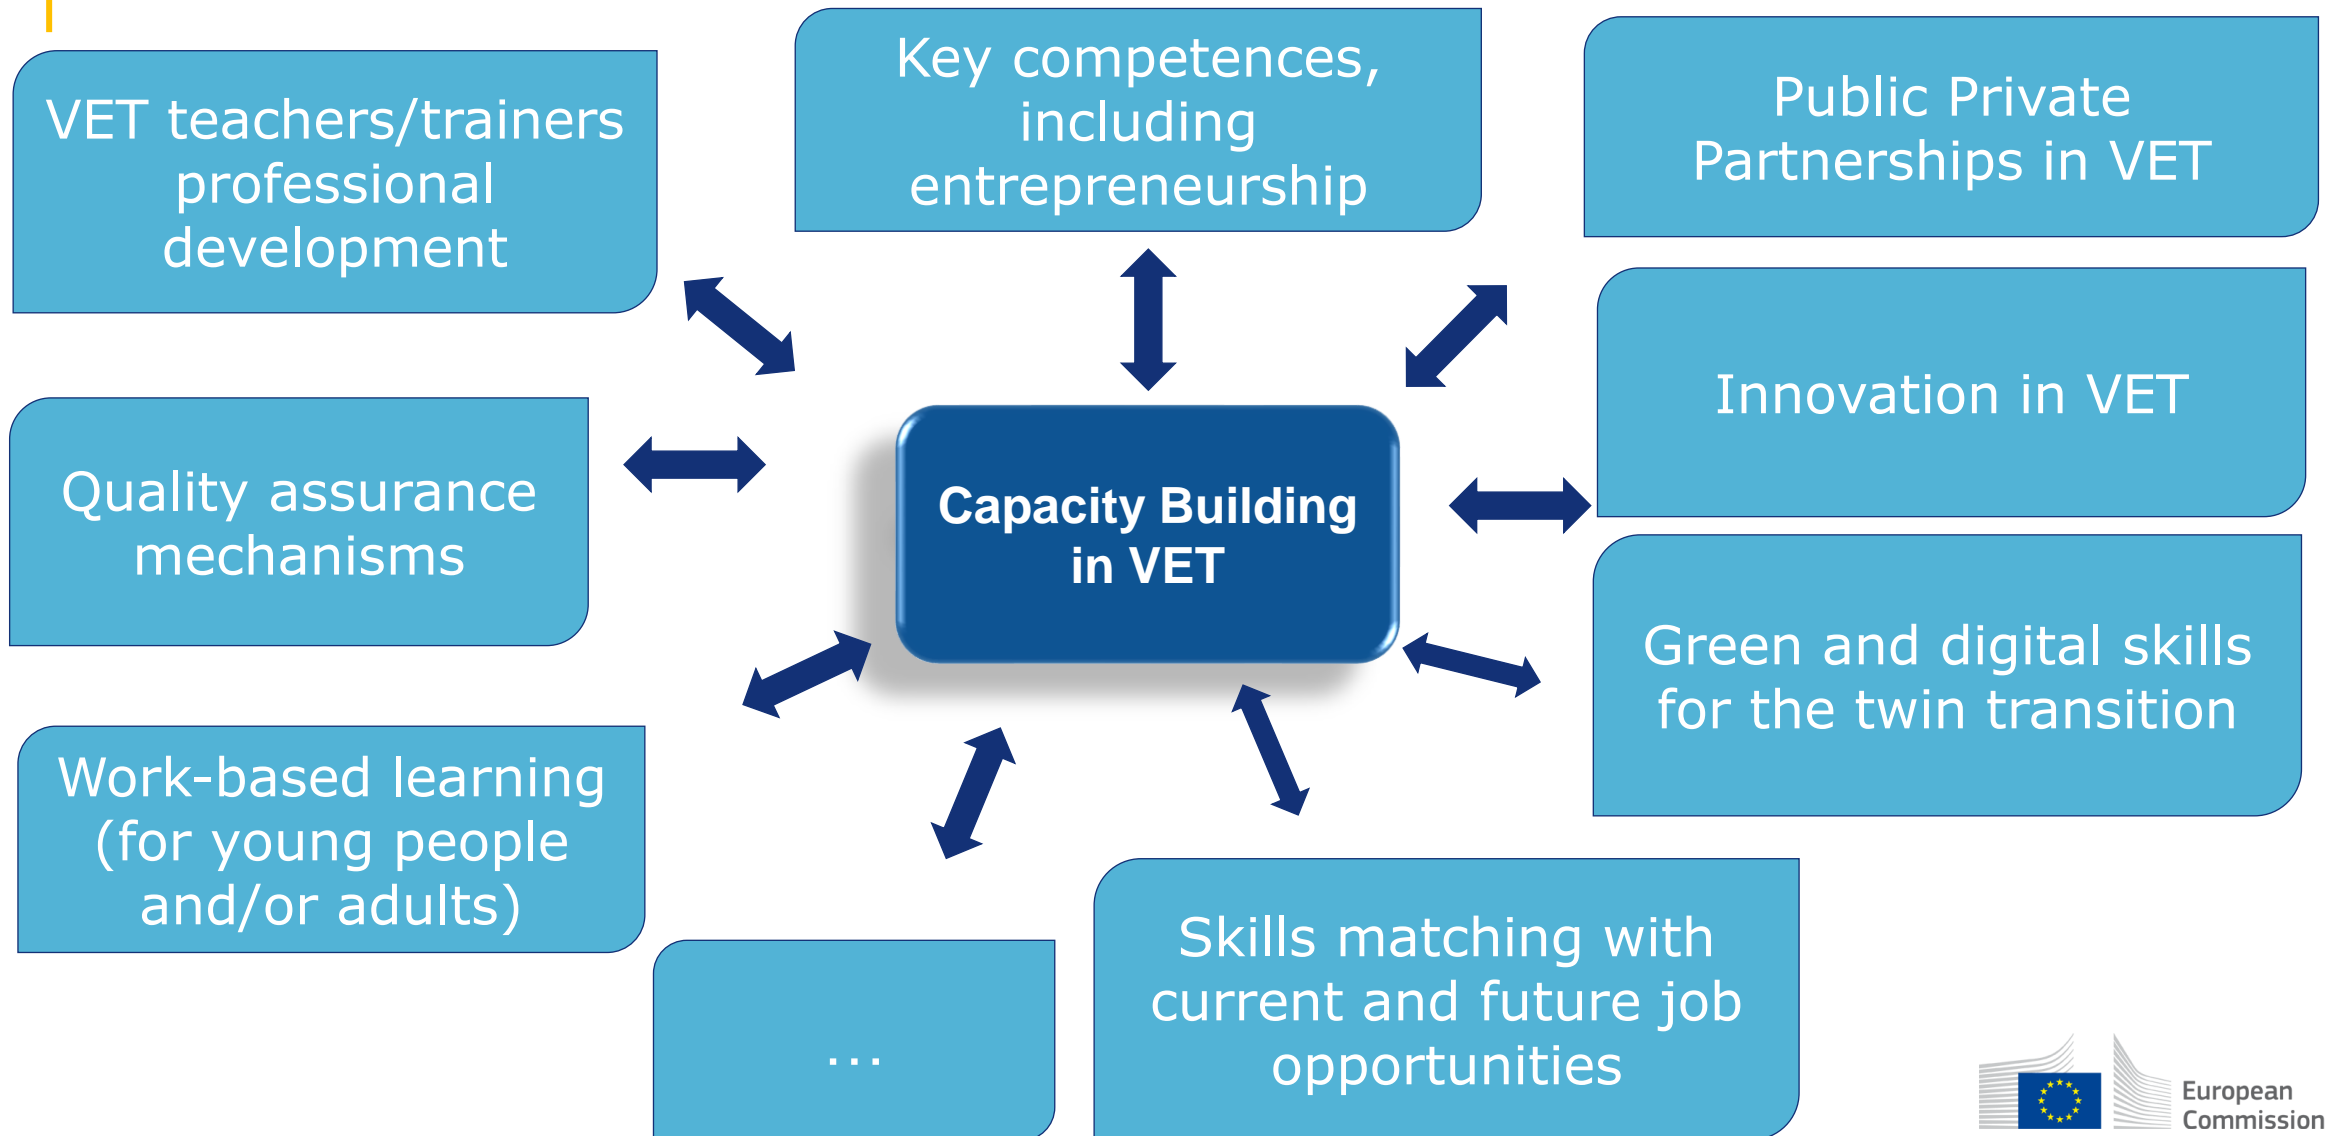 VET teachers/trainers
professional
development
Key competences,
including
entrepreneurship
Public Private
Partnerships in VET
Quality assurance
mechanisms
Capacity Building
in VET
Innovation in VET
Green and digital skills
for the twin transition
Work-based learning
(for young people
and/or adults)
...
Skills matching with
current and future job
opportunities
European
Commission